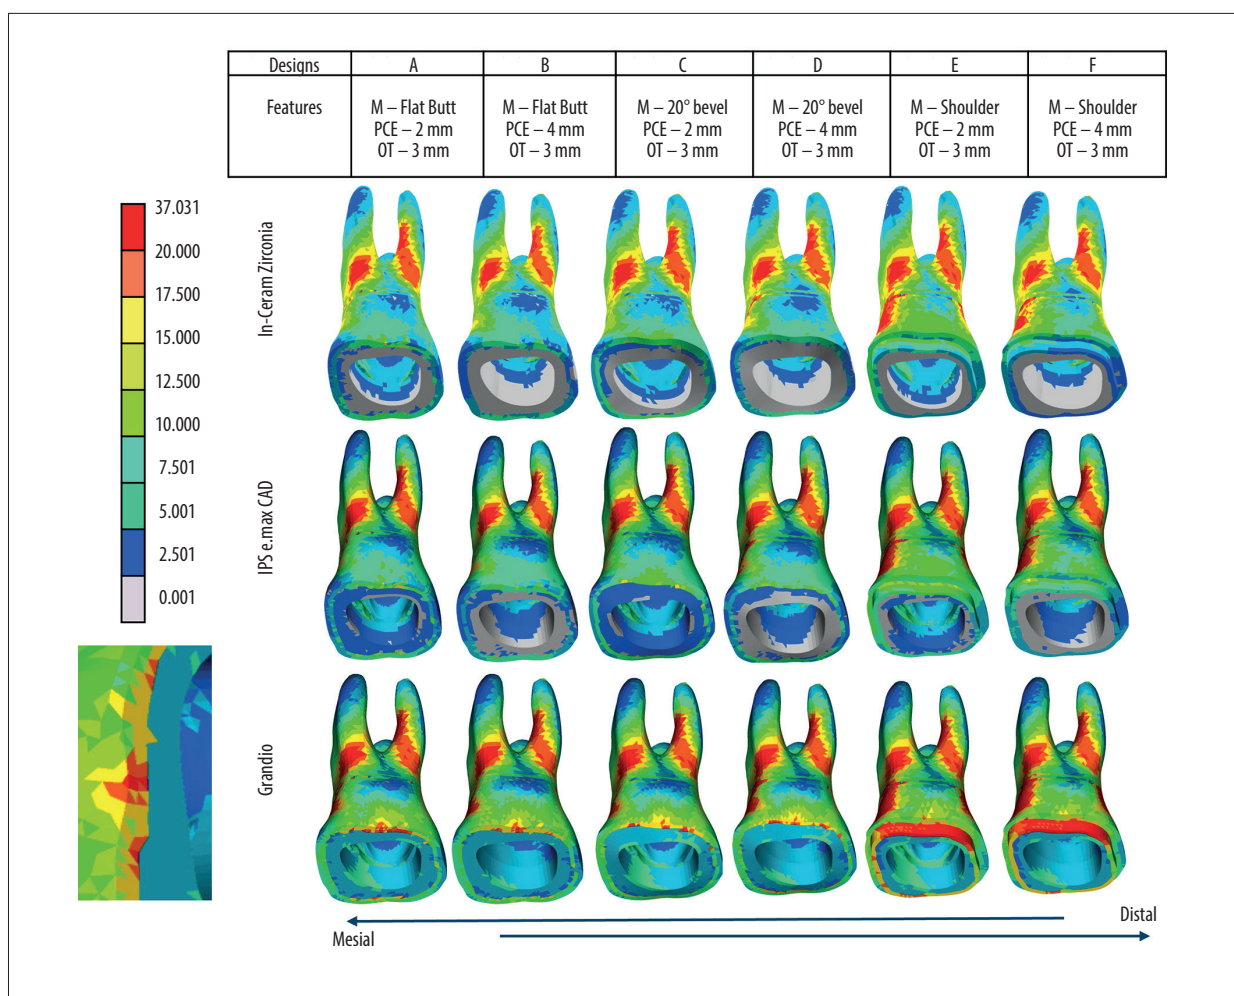 Designs A B C D E F
Features M – Flat Butt M – Flat Butt M – 20° bevel M – 20° bevel M – Shoulder M – Shoulder
PCE – 2 mm PCE – 4 mm PCE – 2 mm PCE – 4 mm PCE – 2 mm PCE – 4 mm
OT – 3 mm OT – 3 mm OT – 3 mm OT – 3 mm OT – 3 mm OT – 3 mm
37.031
20.000
17.500
15.000
12.500
10.000
7.501
5.001
2.501
0.001
In-Ceram Zirconia
IPS e.max CAD
Grandio
Distal
Mesial